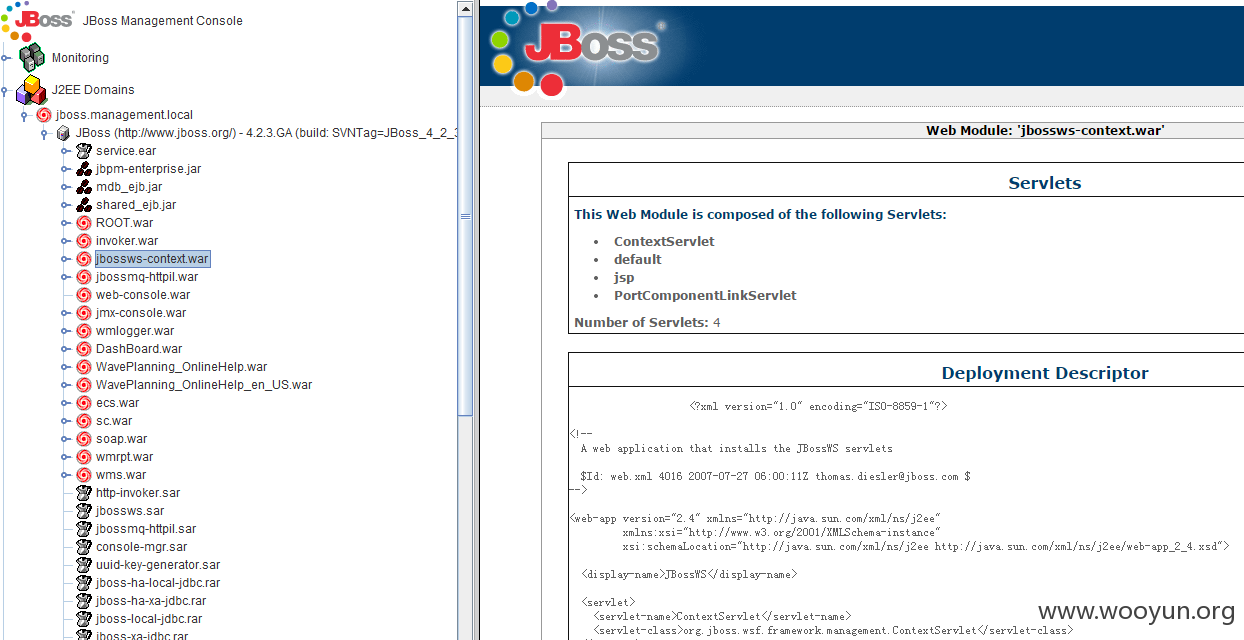 JBoss
JBoss Management Console
Monitoring
J2EE Domains
jboss.management.local
JBoss (http://www.jboss.org/) - 4.2.3.GA (build: SVNTag=JBoss_4_2_3
service.ear
jbpm-enterprise.jar
mdb_ejb.jar
shared_ejb.jar
ROOT.war
invoker.war
jbossws-context.war
jbossmq-httpil.war
web-console.war
jmx-console.war
wmlogger.war
DashBoard.war
WavePlanning_OnlineHelp.war
WavePlanning_OnlineHelp_en_US.war
ecs.war
sc.war
soap.war
wmrpt.war
wms.war
http-invoker.sar
jbossws.sar
jbossmq-httpil.sar
console-mgr.sar
uuid-key-generator.sar
jboss-ha-local-jdbc.rar
jboss-ha-xa-jdbc.rar
jboss-local-jdbc.rar
jboss-xa-jdbc.rar
JBoss®
Web Module: 'jbossws-context.war'
Servlets
This Web Module is composed of the following Servlets:
• ContextServlet
• default
• jsp
• PortComponentLinkServlet
Number of Servlets: 4
Deployment Descriptor
<?xml version="1.0" encoding="ISO-8859-1"?>
<!--
A web application that installs the JBossWS servlets
$Id: web.xml 4016 2007-07-27 06:00:11Z thomas.diesler@jboss.com $
-->
<web-app version="2.4" xmlns="http://java.sun.com/xml/ns/j2ee"
xmlns:xsi="http://www.w3.org/2001/XMLSchema-instance"
xsi:schemaLocation="http://java.sun.com/xml/ns/j2ee http://java.sun.com/xml/ns/j2ee/web-app_2_4.xsd">
<display-name>JBossWS</display-name>
<servlet>
<servlet-name>ContextServlet</servlet-name>
<servlet-class>org.jboss.wsf.framework.management.ContextServlet</servlet-class>
www.wooyun.org